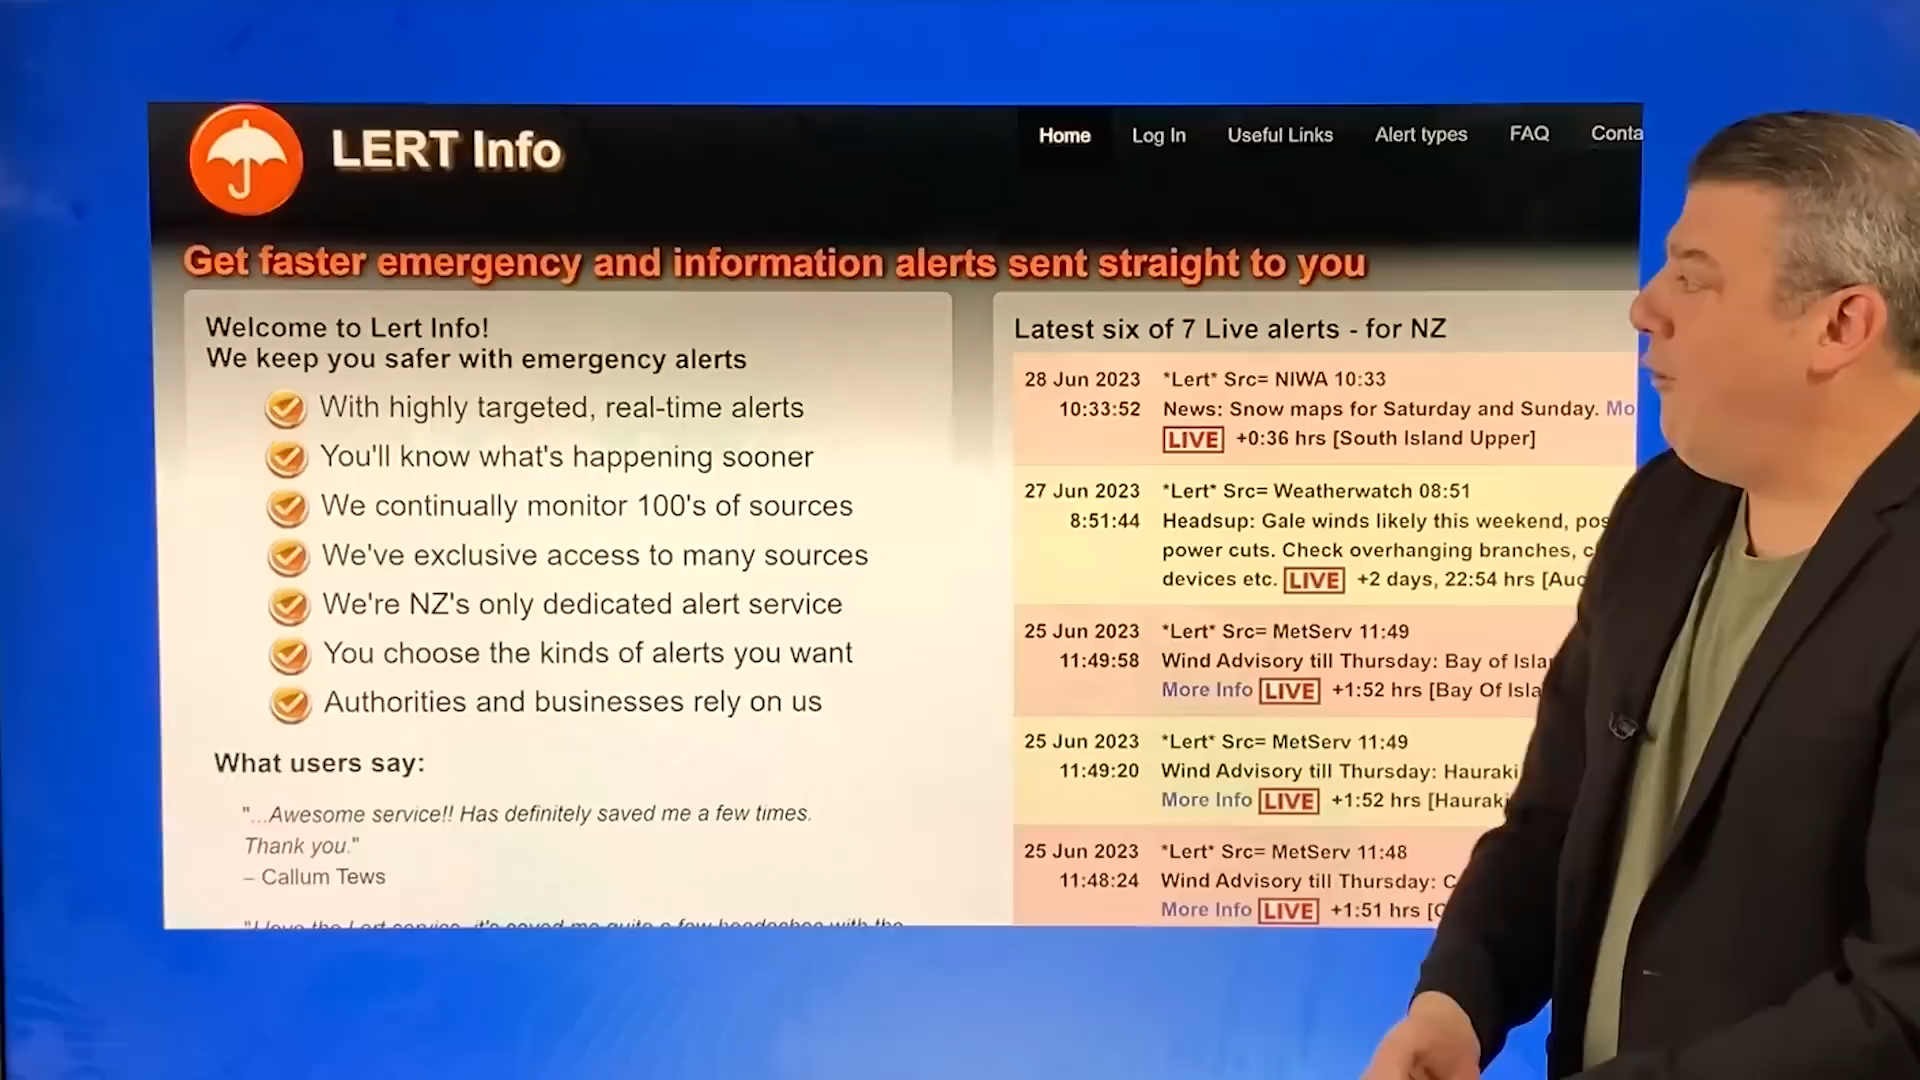 LERT Info
Home Log In Useful Links Alert types FAQ
Get faster emergency and information alerts sent straight to you
Welcome to Lert Info!
We keep you safer with emergency alerts
With highly targeted, real-time alerts
You'll know what's happening sooner
We continually monitor 100's of sources
We've exclusive access to many sources
We're NZ's only dedicated alert service
You choose the kinds of alerts you want
Authorities and businesses rely on us
What users say:
"...Awesome service!! Has definitely saved me a few times.
Thank you."
– Callum Tews
Latest six of 7 Live alerts - for NZ
28 Jun 2023 *Lert* Src= NIWA 10:33
10:33:52 News: Snow maps for Saturday and Sunday.
LIVE +0:36 hrs [South Island Upper]
27 Jun 2023 *Lert* Src= Weatherwatch 08:51
8:51:44 Headsup: Gale winds likely this weekend,
power cuts. Check overhanging branches,
devices etc. LIVE +2 days, 22:54 hrs
25 Jun 2023 *Lert* Src= MetServ 11:49
11:49:58 Wind Advisory till Thursday: Bay of
More Info LIVE +1:52 hrs [Bay Of
25 Jun 2023 *Lert* Src= MetServ 11:49
11:49:20 Wind Advisory till Thursday: Hauraki
More Info LIVE +1:52 hrs
25 Jun 2023 *Lert* Src= MetServ 11:48
11:48:24 Wind Advisory till Thursday:
More Info LIVE +1:51 hrs